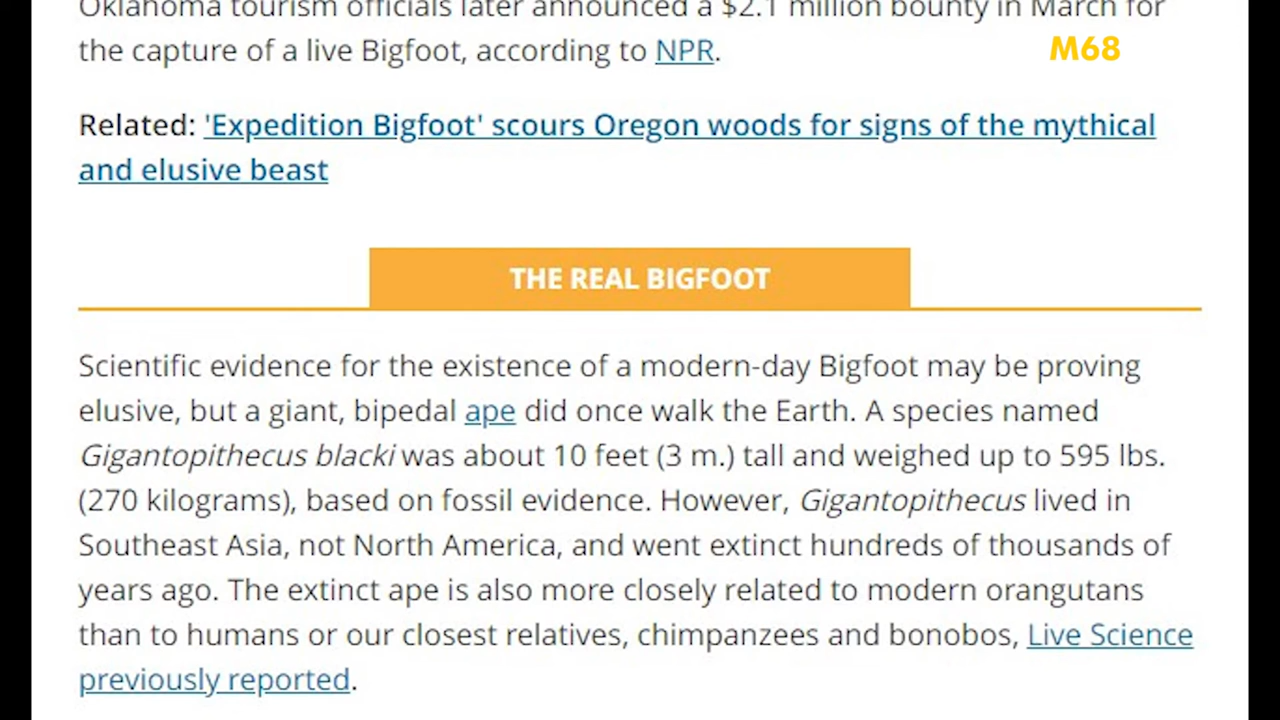 Oklahoma tourism officials later announced a $2.1 million bounty in March for
the capture of a live Bigfoot, according to NPR.
M68
Related: 'Expedition Bigfoot' scours Oregon woods for signs of the mythical
and elusive beast
THE REAL BIGFOOT
Scientific evidence for the existence of a modern-day Bigfoot may be proving
elusive, but a giant, bipedal ape did once walk the Earth. A species named
Gigantopithecus blacki was about 10 feet (3 m.) tall and weighed up to 595 lbs.
(270 kilograms), based on fossil evidence. However, Gigantopithecus lived in
Southeast Asia, not North America, and went extinct hundreds of thousands of
years ago. The extinct ape is also more closely related to modern orangutans
than to humans or our closest relatives, chimpanzees and bonobos, Live Science
previously reported.